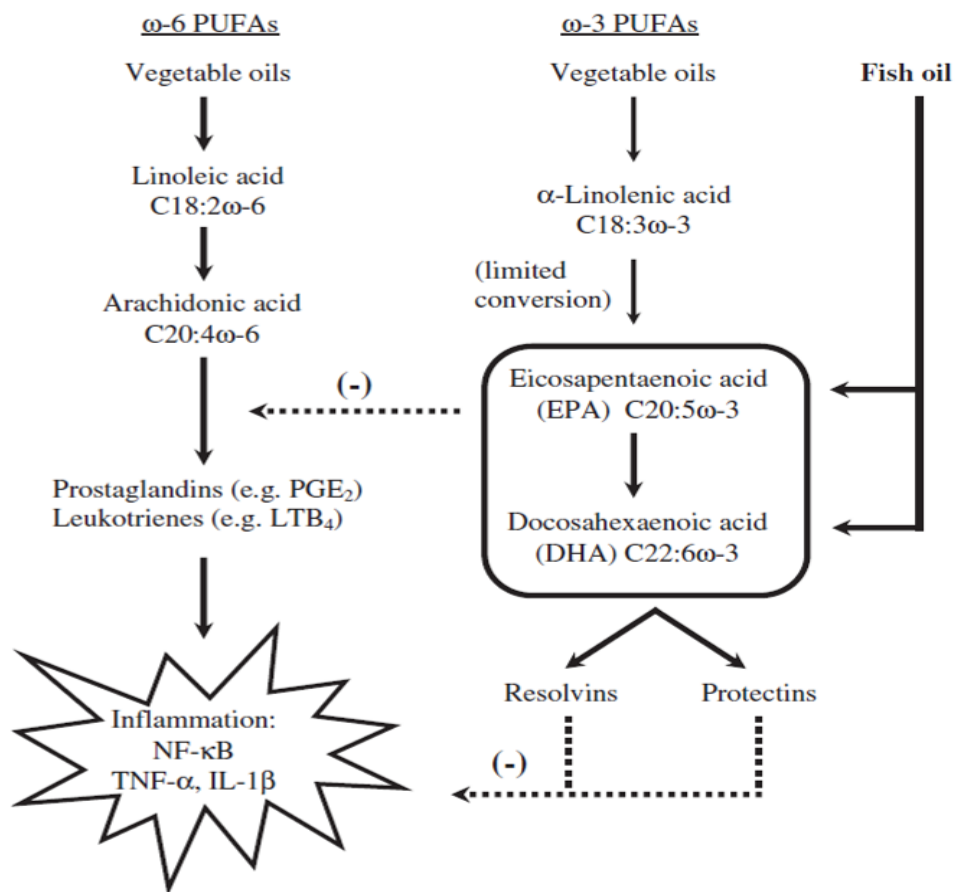 ω-6 PUFAs
Vegetable oils
Linoleic acid
C18:2ω-6
Arachidonic acid
C20:4ω-6
Prostaglandins (e.g. PGE₂)
Leukotrienes (e.g. LTB₄)
Inflammation:
NF-κB
TNF-α, IL-1β
(-)
ω-3 PUFAs
Vegetable oils
α-Linolenic acid
C18:3ω-3
(limited
conversion)
Eicosapentaenoic acid
(EPA) C20:5ω-3
Docosahexaenoic acid
(DHA) C22:6ω-3
Resolvins
Protectins
(-)
Fish oil